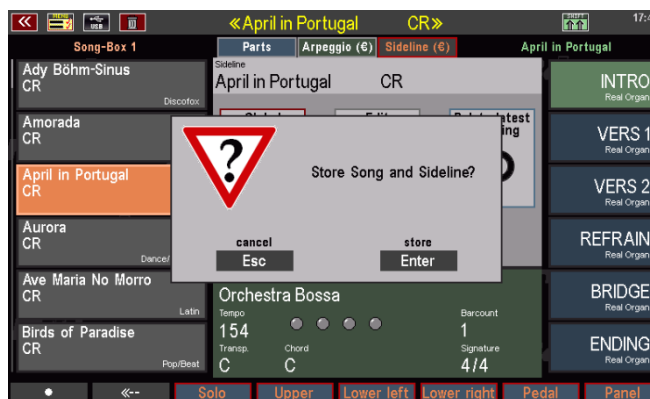 MENU
USB
«April in Portugal CR»
SHIFT
Song-Box 1
Parts
Arpeggio (€)
Sideline (€)
April in Portugal
Ady Böhm-Sinus
CR
Discofox
Amorada
CR
April in Portugal
CR
Aurora
CR
Dance/
Ave Maria No Morro
CR
Latin
Birds of Paradise
CR
Pop/Beat
Sideline
April in Portugal CR
Store Song and Sideline?
cancel
Esc
store
Enter
Orchestra Bossa
Tempo
154
Barcount
1
Transp.
C
Chord
C
Signature
4/4
INTRO
Real Organ
VERS 1
Real Organ
VERS 2
Real Organ
REFRAIN
Real Organ
BRIDGE
Real Organ
ENDING
Real Organ
«--
Solo
Upper
Lower left
Lower right
Pedal
Panel